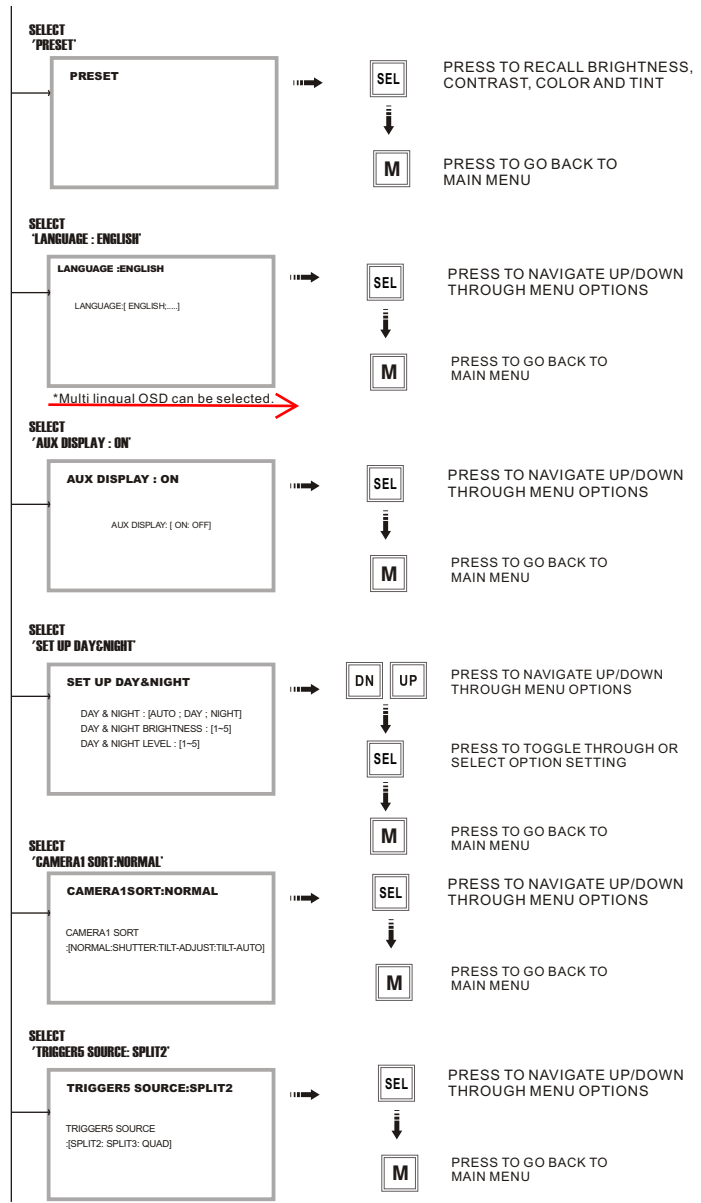 SELECT
'PRESET'
PRESET
SEL
PRESS TO RECALL BRIGHTNESS,
CONTRAST, COLOR AND TINT
M
PRESS TO GO BACK TO
MAIN MENU
SELECT
'LANGUAGE : ENGLISH'
LANGUAGE :ENGLISH
LANGUAGE:[ ENGLISH;.....]
SEL
PRESS TO NAVIGATE UP/DOWN
THROUGH MENU OPTIONS
M
PRESS TO GO BACK TO
MAIN MENU
*Multi lingual OSD can be selected.
SELECT
'AUX DISPLAY : ON'
AUX DISPLAY : ON
AUX DISPLAY: [ ON: OFF]
SEL
PRESS TO NAVIGATE UP/DOWN
THROUGH MENU OPTIONS
M
PRESS TO GO BACK TO
MAIN MENU
SELECT
'SET UP DAY&NIGHT'
SET UP DAY&NIGHT
DAY & NIGHT : [AUTO ; DAY ; NIGHT]
DAY & NIGHT BRIGHTNESS : [1~5]
DAY & NIGHT LEVEL : [1~5]
DN UP
PRESS TO NAVIGATE UP/DOWN
THROUGH MENU OPTIONS
SEL
PRESS TO TOGGLE THROUGH OR
SELECT OPTION SETTING
M
PRESS TO GO BACK TO
MAIN MENU
SELECT
'CAMERA1 SORT:NORMAL'
CAMERA1SORT:NORMAL
CAMERA1 SORT
:[NORMAL:SHUTTER:TILT-ADJUST:TILT-AUTO]
SEL
PRESS TO NAVIGATE UP/DOWN
THROUGH MENU OPTIONS
M
PRESS TO GO BACK TO
MAIN MENU
SELECT
'TRIGGER5 SOURCE: SPLIT2'
TRIGGER5 SOURCE:SPLIT2
TRIGGER5 SOURCE
:[SPLIT2: SPLIT3: QUAD]
SEL
PRESS TO NAVIGATE UP/DOWN
THROUGH MENU OPTIONS
M
PRESS TO GO BACK TO
MAIN MENU